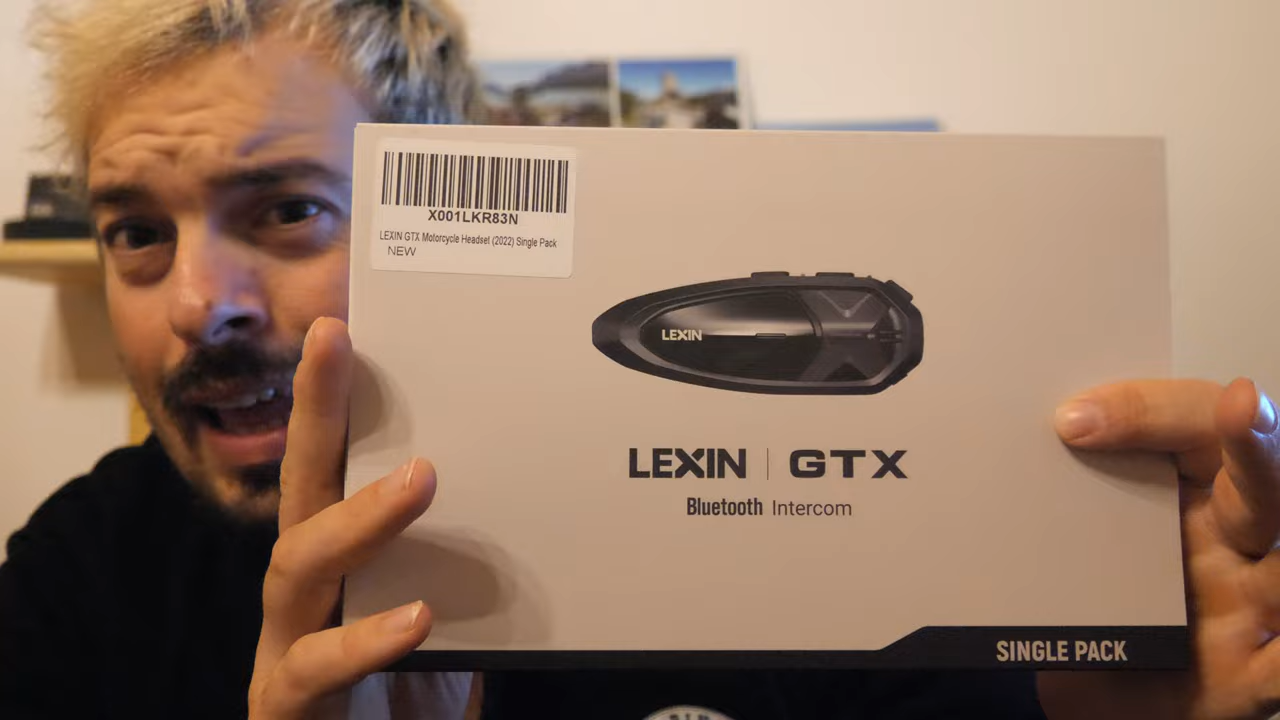 X001LKR83N
LEXIN GTX Motorcycle Headset (2022) Single Pack
NEW
LEXIN
LEXIN | GTX
Bluetooth Intercom
SINGLE PACK